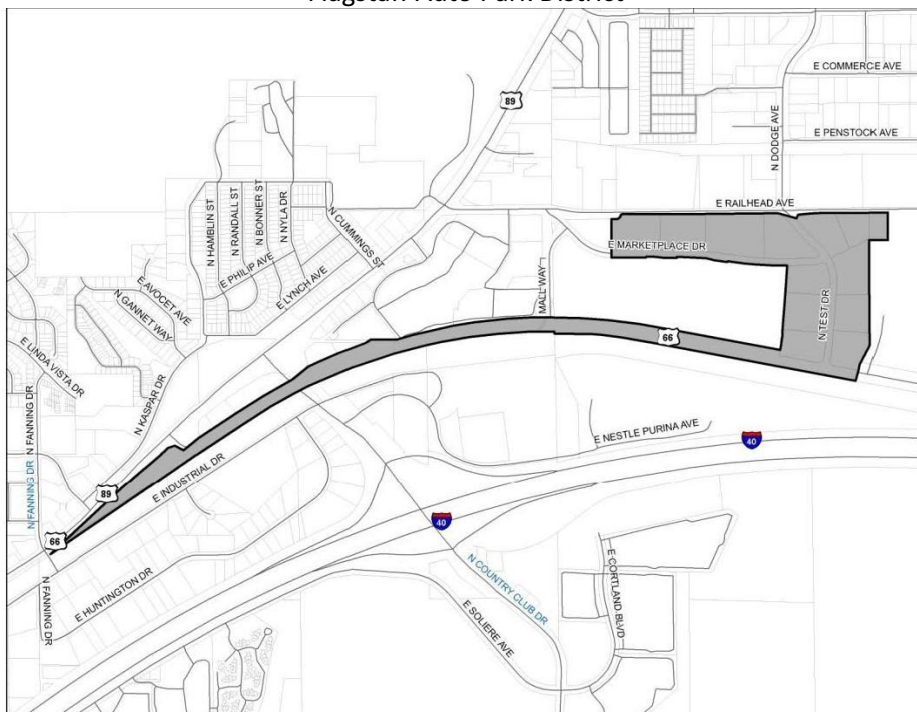 Flagstaff Auto Park District
E COMMERCE AVE
89
N DODGE AVE
E PENSTOCK AVE
E RAILHEAD AVE
N HAMBLIN ST
N RANDALL ST
N BONNER ST
N NYLA DR
N CUMMINGS ST
E MARKETPLACE DR
E PHILIP AVE
E LYNCH AVE
MALL WAY
E AVOCET AVE
N GANNET WAY
N TEST DR
66
E LINDA VISTA DR
N KASPAR DR
N FANNING DR
E NESTLE PURINA AVE
40
E INDUSTRIAL DR
N FANNING DR
89
40
66
N COUNTRY CLUB DR
E CORTLAND BLVD
E HUNTINGTON DR
N FANNING DR
E SOLIERE AVE